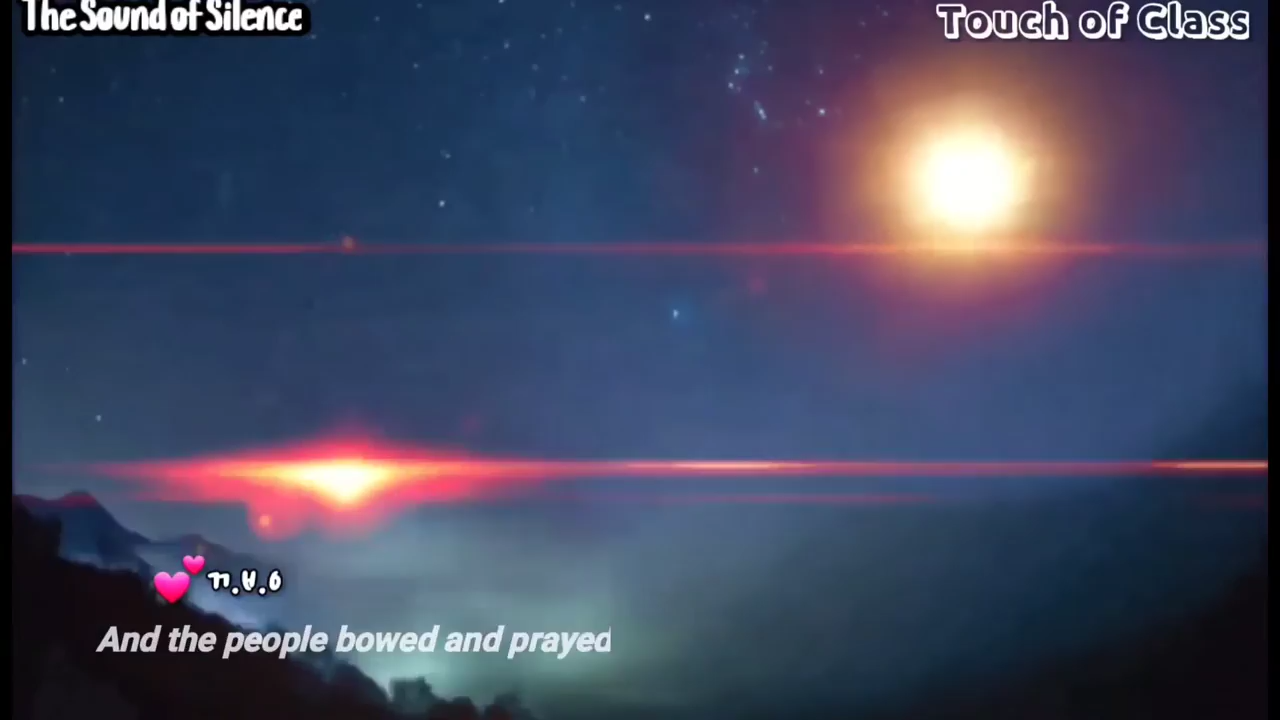 The Sound of Silence
Touch of Class
And the people bowed and prayed